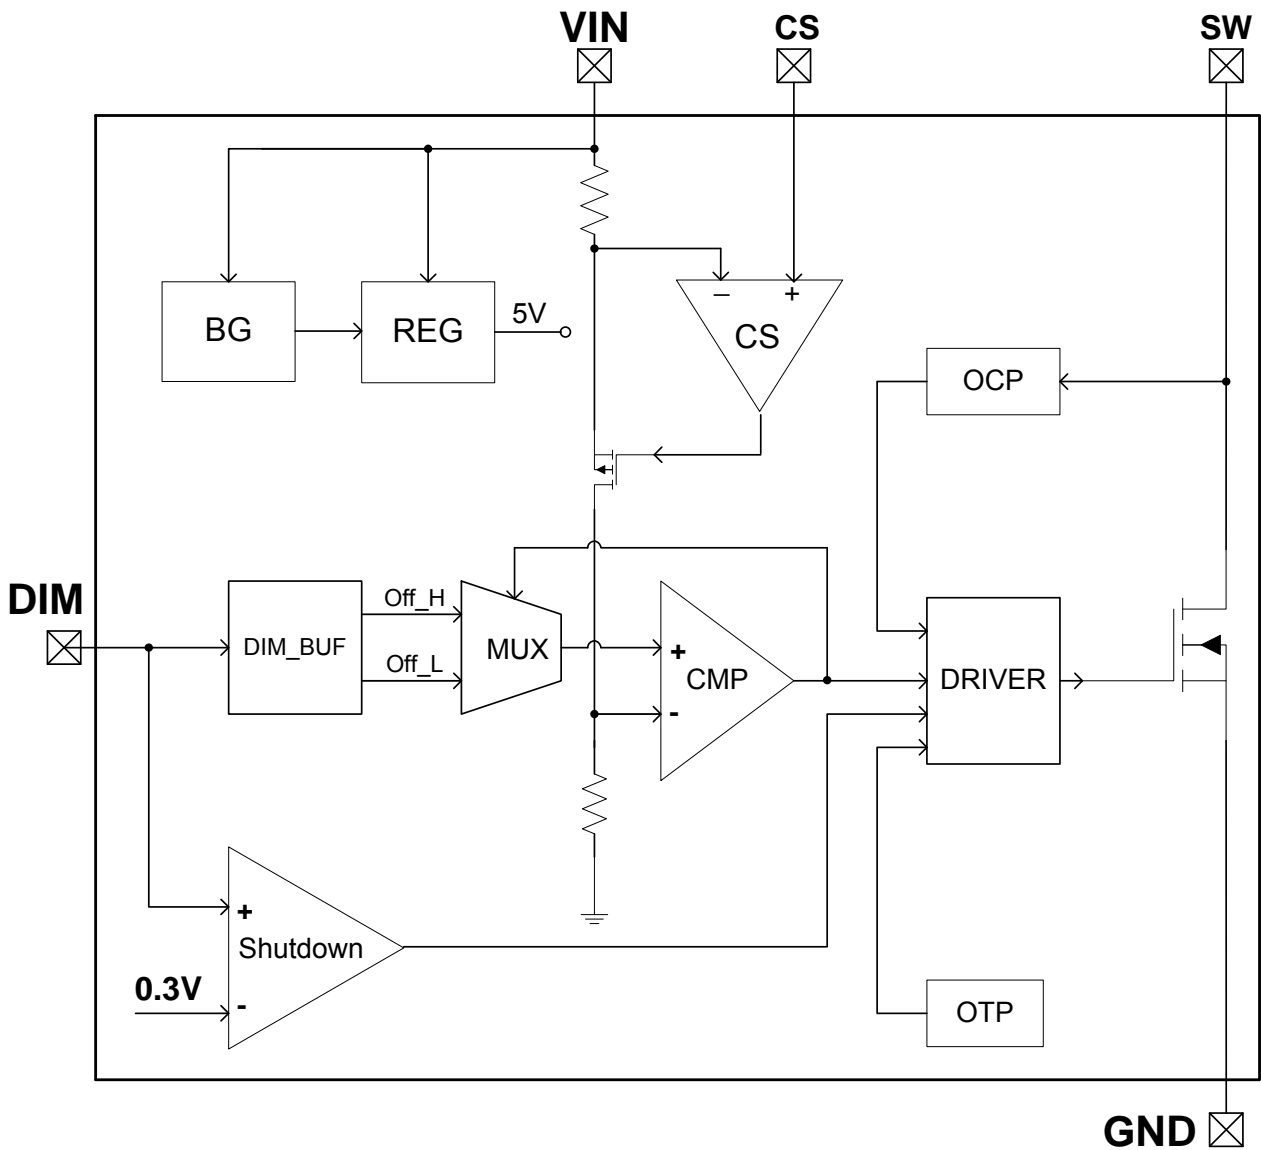 VIN
CS
SW
− +
CS
BG
REG
5V
OCP
DIM
DIM_BUF
Off_H
Off_L
MUX
+
CMP
-
DRIVER
+
Shutdown
0.3V
-
OTP
GND